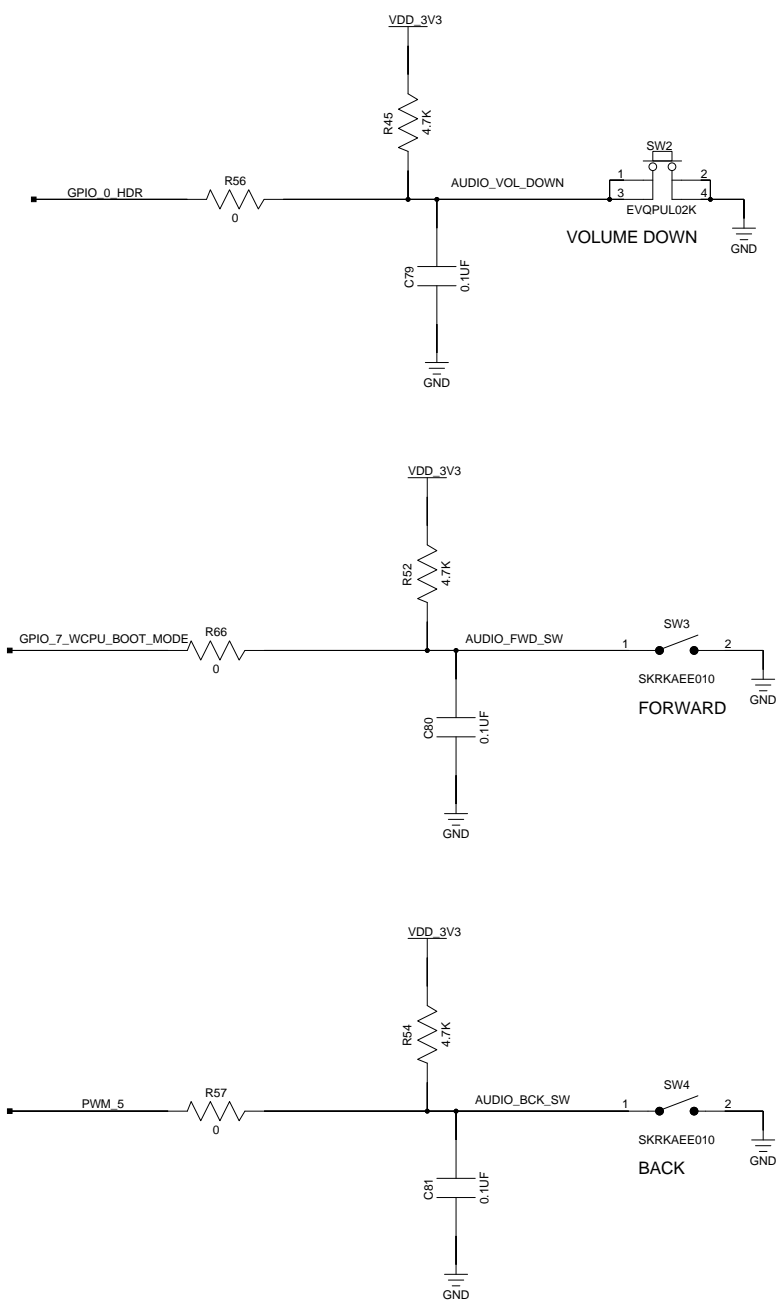 VDD_3V3
R45
4.7K
GPIO_0_HDR
R56
0
AUDIO_VOL_DOWN
SW2
1
2
3
4
EVQPUL02K
VOLUME DOWN
GND
C79
0.1UF
GND
VDD_3V3
R52
4.7K
GPIO_7_WCPU_BOOT_MODE
R66
0
AUDIO_FWD_SW
SW3
1
2
SKRKAEE010
FORWARD
GND
C80
0.1UF
GND
VDD_3V3
R54
4.7K
PWM_5
R57
0
AUDIO_BCK_SW
SW4
1
2
SKRKAEE010
BACK
GND
C81
0.1UF
GND